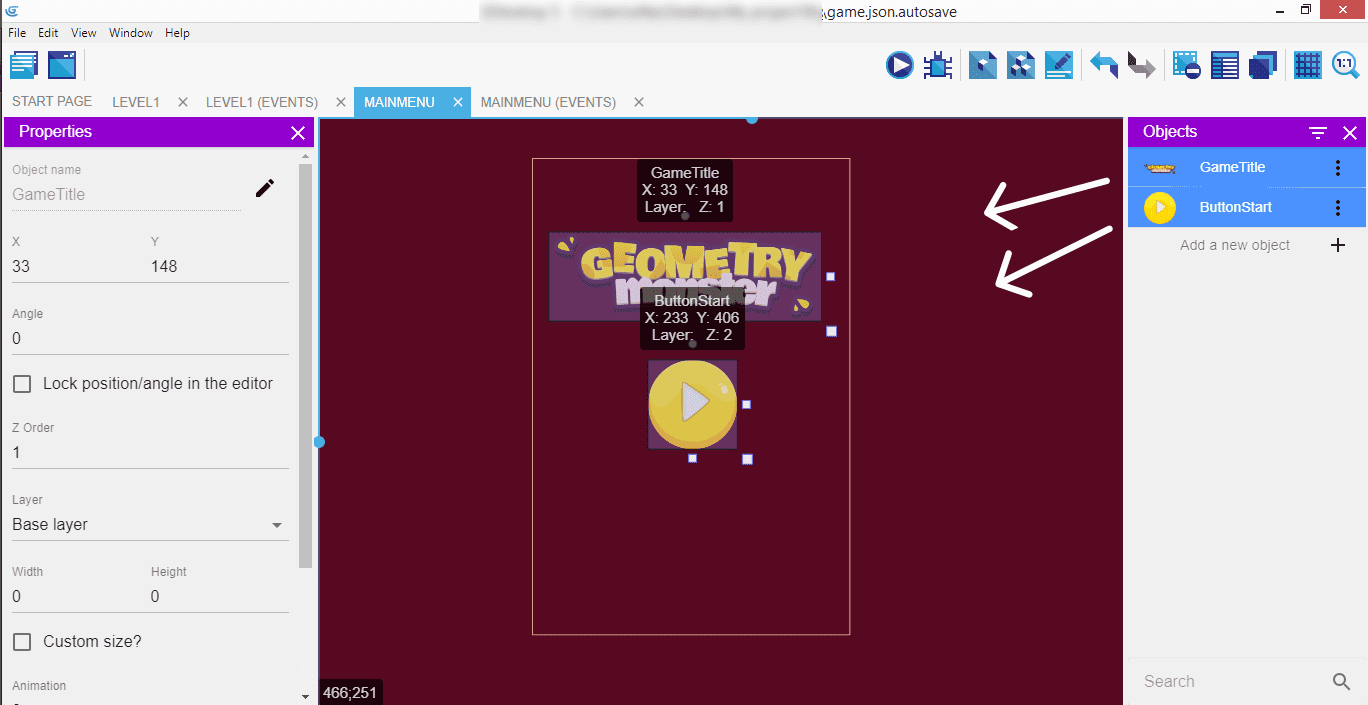 \game.json.autosave
File Edit View Window Help
1:1
START PAGE LEVEL1 LEVEL1 (EVENTS) MAINMENU MAINMENU (EVENTS)
Properties
Object name
GameTitle
X Y
33 148
Angle
0
Lock position/angle in the editor
Z Order
1
Layer
Base layer
Width Height
0 0
Custom size?
Animation
GameTitle
X: 33 Y: 148
Layer: Z: 1
GEOMETRY
monster
ButtonStart
X: 233 Y: 406
Layer: Z: 2
466;251
Objects
GameTitle
ButtonStart
Add a new object
Search